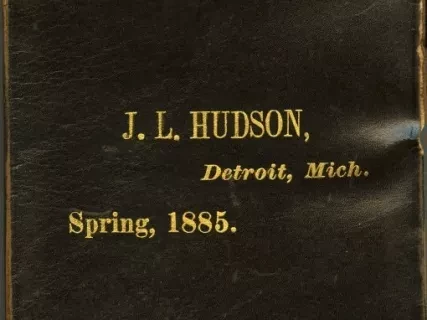 J. L. HUDSON,
Detroit, Mich.
Spring, 1885.